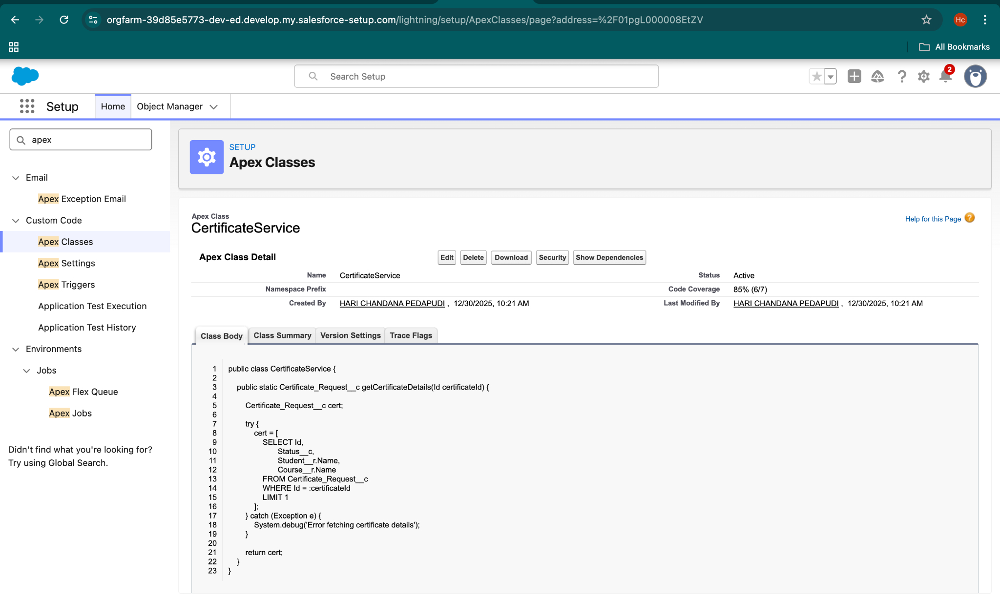 orgfarm-39d85e5773-dev-ed.develop.my.salesforce-setup.com/lightning/setup/ApexClasses/page?address=%2F01pgL000008EtZV
Hc
All Bookmarks
Search Setup
2
Setup
Home
Object Manager
apex
Email
Apex Exception Email
Custom Code
Apex Classes
Apex Settings
Apex Triggers
Application Test Execution
Application Test History
Environments
Jobs
Apex Flex Queue
Apex Jobs
Didn't find what you're looking for?
Try using Global Search.
SETUP
Apex Classes
Apex Class
CertificateService
Help for this Page ?
Apex Class Detail
Edit Delete Download Security Show Dependencies
Name CertificateService Status Active
Namespace Prefix Code Coverage 85% (6/7)
Created By HARI CHANDANA PEDAPUDI , 12/30/2025, 10:21 AM Last Modified By HARI CHANDANA PEDAPUDI , 12/30/2025, 10:21 AM
Class Body Class Summary Version Settings Trace Flags
1 public class CertificateService {
2
3 public static Certificate_Request__c getCertificateDetails(Id certificateId) {
4
5 Certificate_Request__c cert;
6
7 try {
8 cert = [
9 SELECT Id,
10 Status__c,
11 Student__r.Name,
12 Course__r.Name
13 FROM Certificate_Request__c
14 WHERE Id = :certificateId
15 LIMIT 1
16 ];
17 } catch (Exception e) {
18 System.debug('Error fetching certificate details');
19 }
20
21 return cert;
22 }
23 }